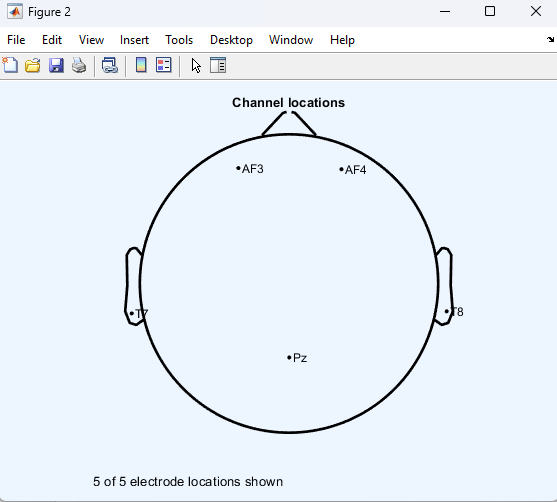 Figure 2
File Edit View Insert Tools Desktop Window Help
Channel locations
AF3 AF4
T7 T8
Pz
5 of 5 electrode locations shown